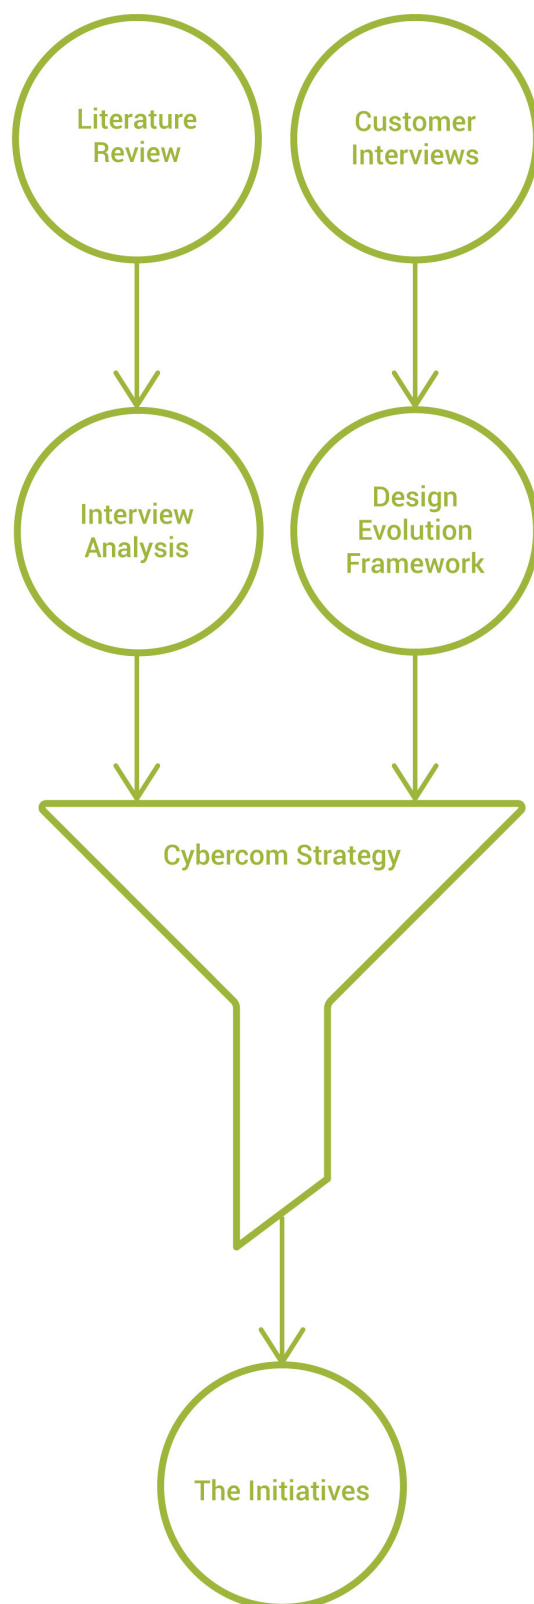 Literature
Review
Customer
Interviews
Interview
Analysis
Design
Evolution
Framework
Cybercom Strategy
The Initiatives